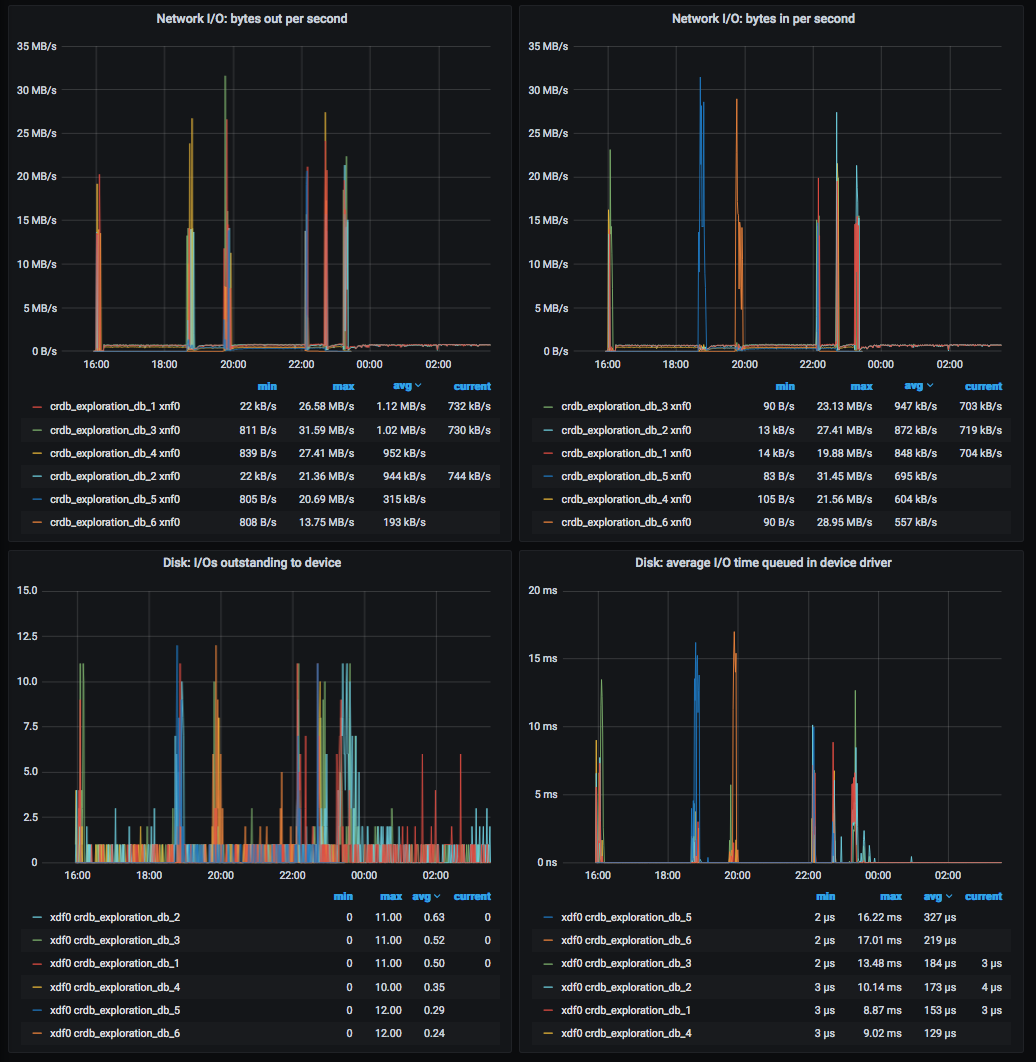 Network I/O: bytes out per second
35 MB/s
30 MB/s
25 MB/s
20 MB/s
15 MB/s
10 MB/s
5 MB/s
0 B/s
16:00 18:00 20:00 22:00 00:00 02:00
min max avg current
crdb_exploration_db_1 xnf0 22 kB/s 26.58 MB/s 1.12 MB/s 732 kB/s
crdb_exploration_db_3 xnf0 811 B/s 31.59 MB/s 1.02 MB/s 730 kB/s
crdb_exploration_db_4 xnf0 839 B/s 27.41 MB/s 952 kB/s
crdb_exploration_db_2 xnf0 22 kB/s 21.36 MB/s 944 kB/s 744 kB/s
crdb_exploration_db_5 xnf0 805 B/s 20.69 MB/s 315 kB/s
crdb_exploration_db_6 xnf0 808 B/s 13.75 MB/s 193 kB/s
Network I/O: bytes in per second
35 MB/s
30 MB/s
25 MB/s
20 MB/s
15 MB/s
10 MB/s
5 MB/s
0 B/s
16:00 18:00 20:00 22:00 00:00 02:00
min max avg current
crdb_exploration_db_3 xnf0 90 B/s 23.13 MB/s 947 kB/s 703 kB/s
crdb_exploration_db_2 xnf0 13 kB/s 27.41 MB/s 872 kB/s 719 kB/s
crdb_exploration_db_1 xnf0 14 kB/s 19.88 MB/s 848 kB/s 704 kB/s
crdb_exploration_db_5 xnf0 83 B/s 31.45 MB/s 695 kB/s
crdb_exploration_db_4 xnf0 105 B/s 21.56 MB/s 604 kB/s
crdb_exploration_db_6 xnf0 90 B/s 28.95 MB/s 557 kB/s
Disk: I/Os outstanding to device
15.0
12.5
10.0
7.5
5.0
2.5
0
16:00 18:00 20:00 22:00 00:00 02:00
min max avg current
xdf0 crdb_exploration_db_2 0 11.00 0.63 0
xdf0 crdb_exploration_db_3 0 11.00 0.52 0
xdf0 crdb_exploration_db_1 0 11.00 0.50 0
xdf0 crdb_exploration_db_4 0 10.00 0.35
xdf0 crdb_exploration_db_5 0 12.00 0.29
xdf0 crdb_exploration_db_6 0 12.00 0.24
Disk: average I/O time queued in device driver
20 ms
15 ms
10 ms
5 ms
0 ns
16:00 18:00 20:00 22:00 00:00 02:00
min max avg current
xdf0 crdb_exploration_db_5 2 µs 16.22 ms 327 µs
xdf0 crdb_exploration_db_6 2 µs 17.01 ms 219 µs
xdf0 crdb_exploration_db_3 2 µs 13.48 ms 184 µs 3 µs
xdf0 crdb_exploration_db_2 3 µs 10.14 ms 173 µs 4 µs
xdf0 crdb_exploration_db_1 3 µs 8.87 ms 153 µs 3 µs
xdf0 crdb_exploration_db_4 3 µs 9.02 ms 129 µs